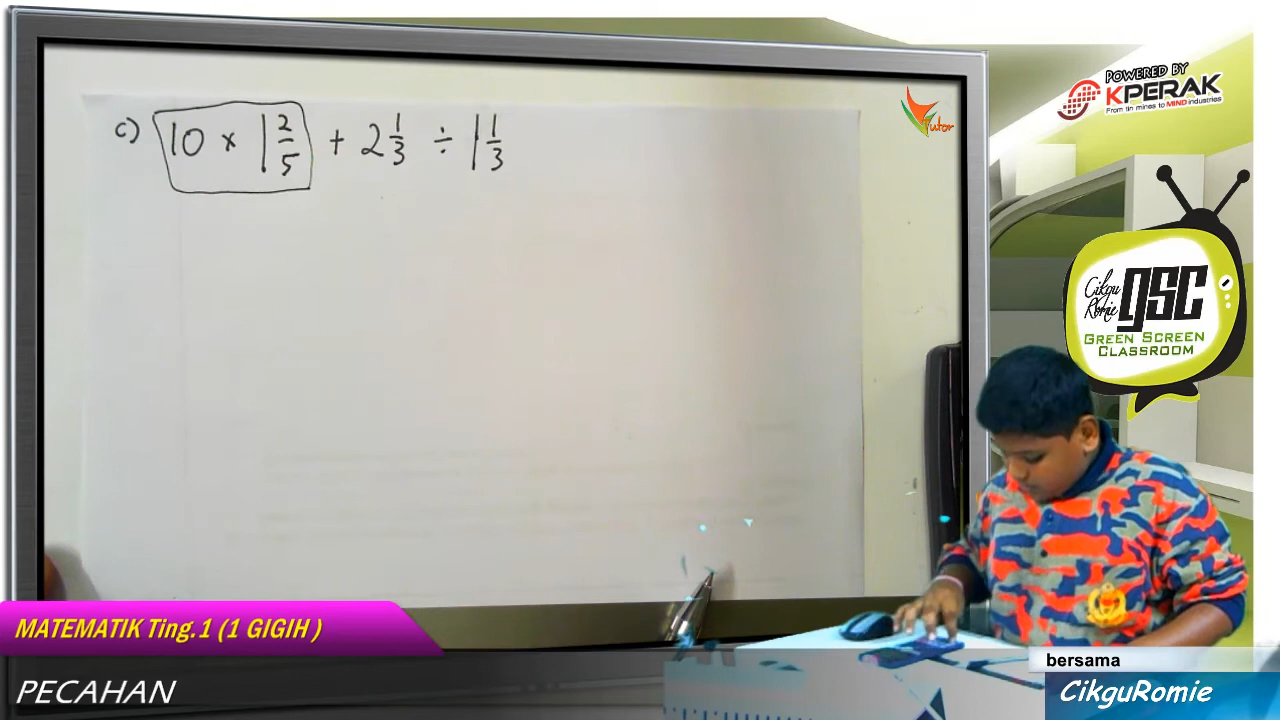 c) 10 × 1 2/5 + 2 1/3 ÷ 1 1/3
Tutor
POWERED BY
KPERAK
From tin mines to MIND industries
Cikgu
Romie
GSC
GREEN SCREEN
CLASSROOM
MATEMATIK Ting.1 (1 GIGIH )
PECAHAN
bersama
CikguRomie